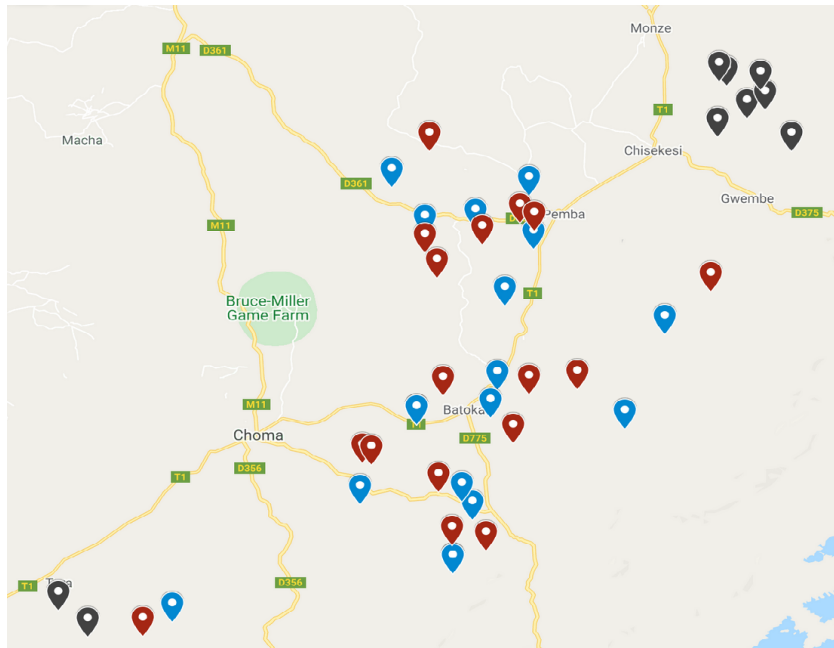 Monze
M11
D361
T1
Macha
Chisekesi
D361
Gwembe
D375
M11
Pemba
T1
Bruce-Miller
Game Farm
M11
Batoka
Choma
D775
D356
T1
T1
D356